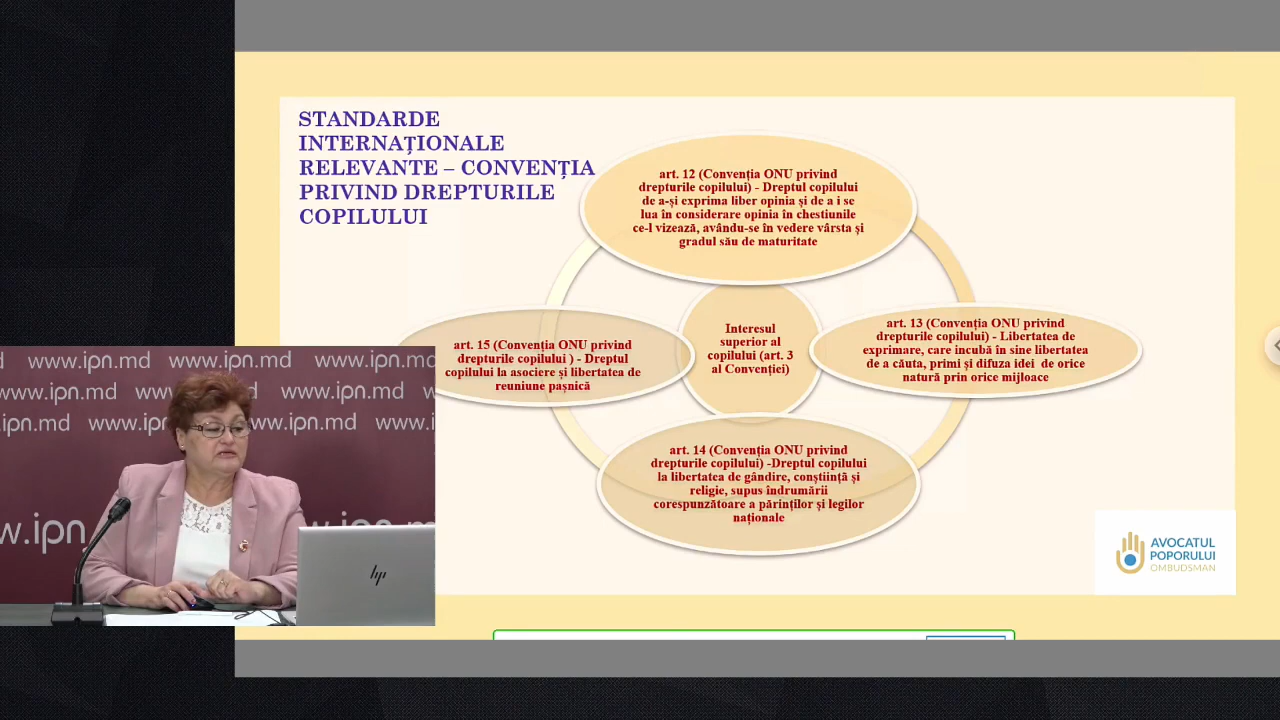 STANDARDE
INTERNAȚIONALE
RELEVANTE – CONVENȚIA
PRIVIND DREPTURILE
COPILULUI
art. 12 (Convenția ONU privind
drepturile copilului) - Dreptul copilului
de a-și exprima liber opinia și de a i se
lua în considerare opinia în chestiunile
ce-l vizează, avându-se în vedere vârsta și
gradul său de maturitate
art. 15 (Convenția ONU privind
drepturile copilului ) - Dreptul
copilului la asociere și libertatea de
reuniune pașnică
Interesul
superior al
copilului (art. 3
al Convenției)
art. 13 (Convenția ONU privind
drepturile copilului) - Libertatea de
exprimare, care incubă în sine libertatea
de a căuta, primi și difuza idei de orice
natură prin orice mijloace
art. 14 (Convenția ONU privind
drepturile copilului) -Dreptul copilului
la libertatea de gândire, conștiință și
religie, supus îndrumării
corespunzătoare a părinților și legilor
naționale
AVOCATUL
POPORULUI
OMBUDSMAN
www.ipn.md www.ipn.md www.ipn.md
www.ipn.md www.ipn.md
hp